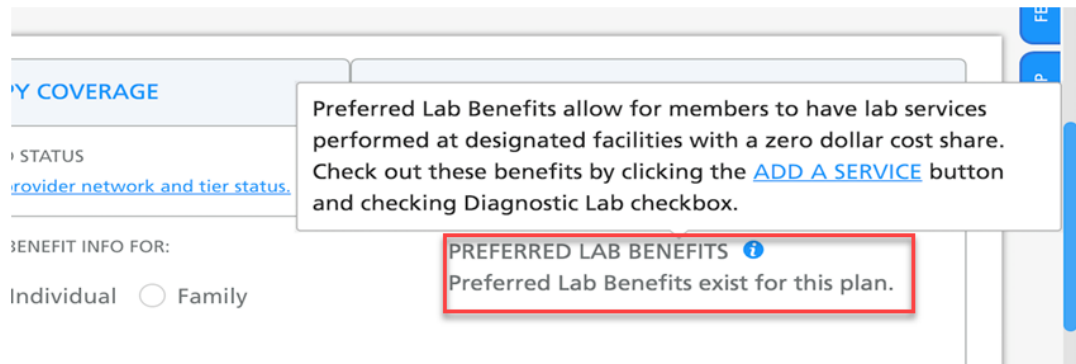 FE
PY COVERAGE
P
Preferred Lab Benefits allow for members to have lab services
performed at designated facilities with a zero dollar cost share.
Check out these benefits by clicking the ADD A SERVICE button
and checking Diagnostic Lab checkbox.
STATUS
provider network and tier status.
BENEFIT INFO FOR:
PREFERRED LAB BENEFITS
Preferred Lab Benefits exist for this plan.
Individual Family